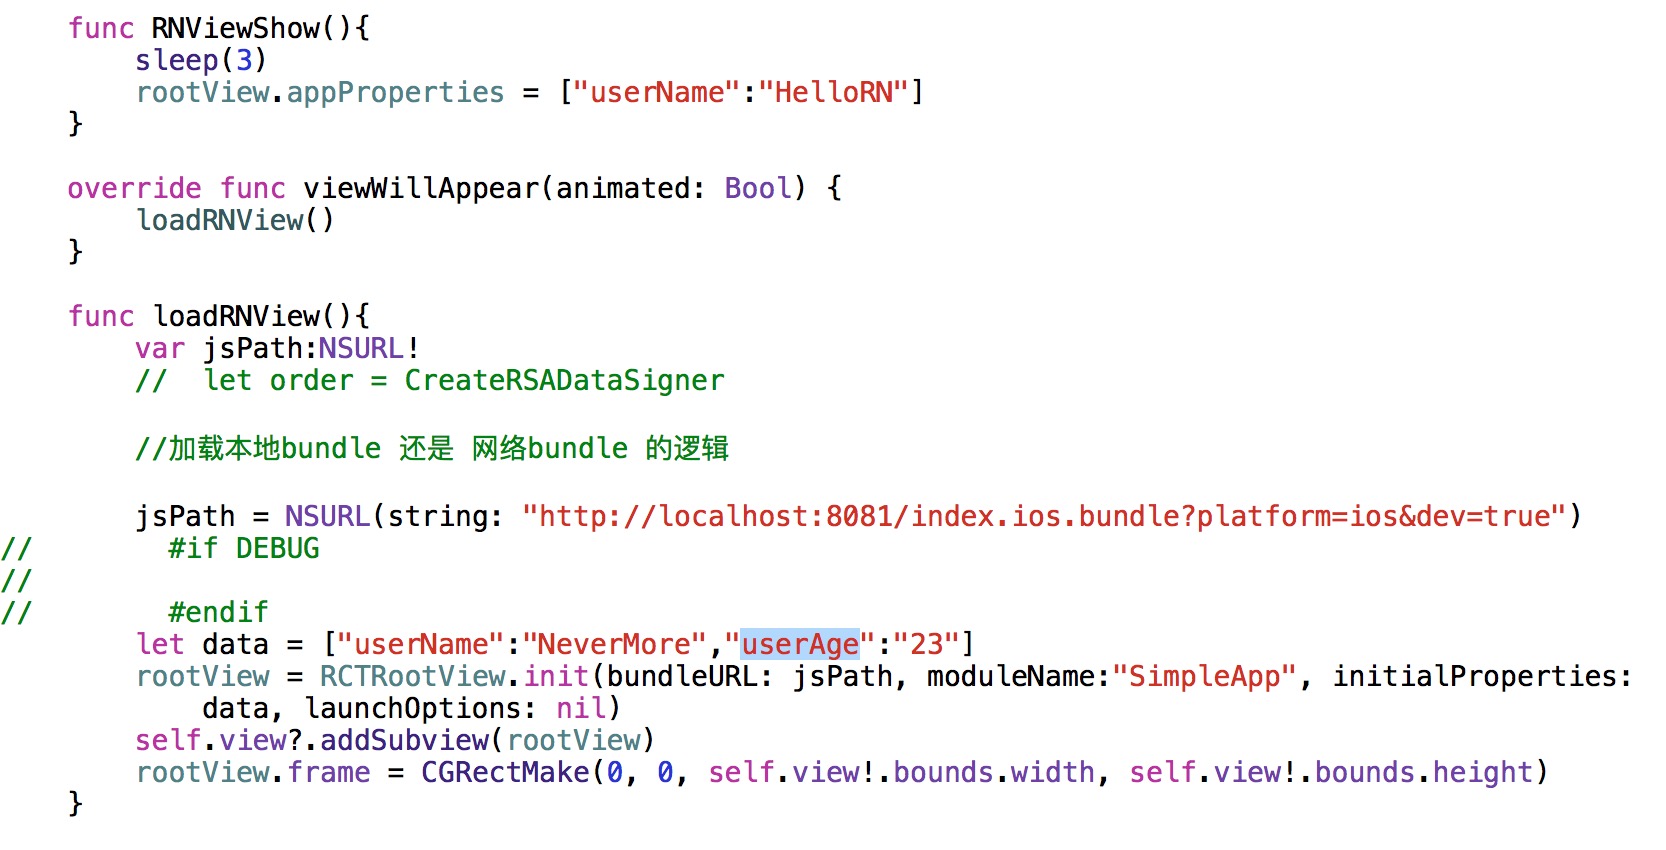 func RNViewShow(){
sleep(3)
rootView.appProperties = ["userName":"HelloRN"]
}
override func viewWillAppear(animated: Bool) {
loadRNView()
}
func loadRNView(){
var jsPath:NSURL!
//  let order = CreateRSADataSigner
//加载本地bundle 还是 网络bundle 的逻辑
jsPath = NSURL(string: "http://localhost:8081/index.ios.bundle?platform=ios&dev=true")
//        #if DEBUG
//
//        #endif
let data = ["userName":"NeverMore","userAge":"23"]
rootView = RCTRootView.init(bundleURL: jsPath, moduleName:"SimpleApp", initialProperties:
data, launchOptions: nil)
self.view?.addSubview(rootView)
rootView.frame = CGRectMake(0, 0, self.view!.bounds.width, self.view!.bounds.height)
}